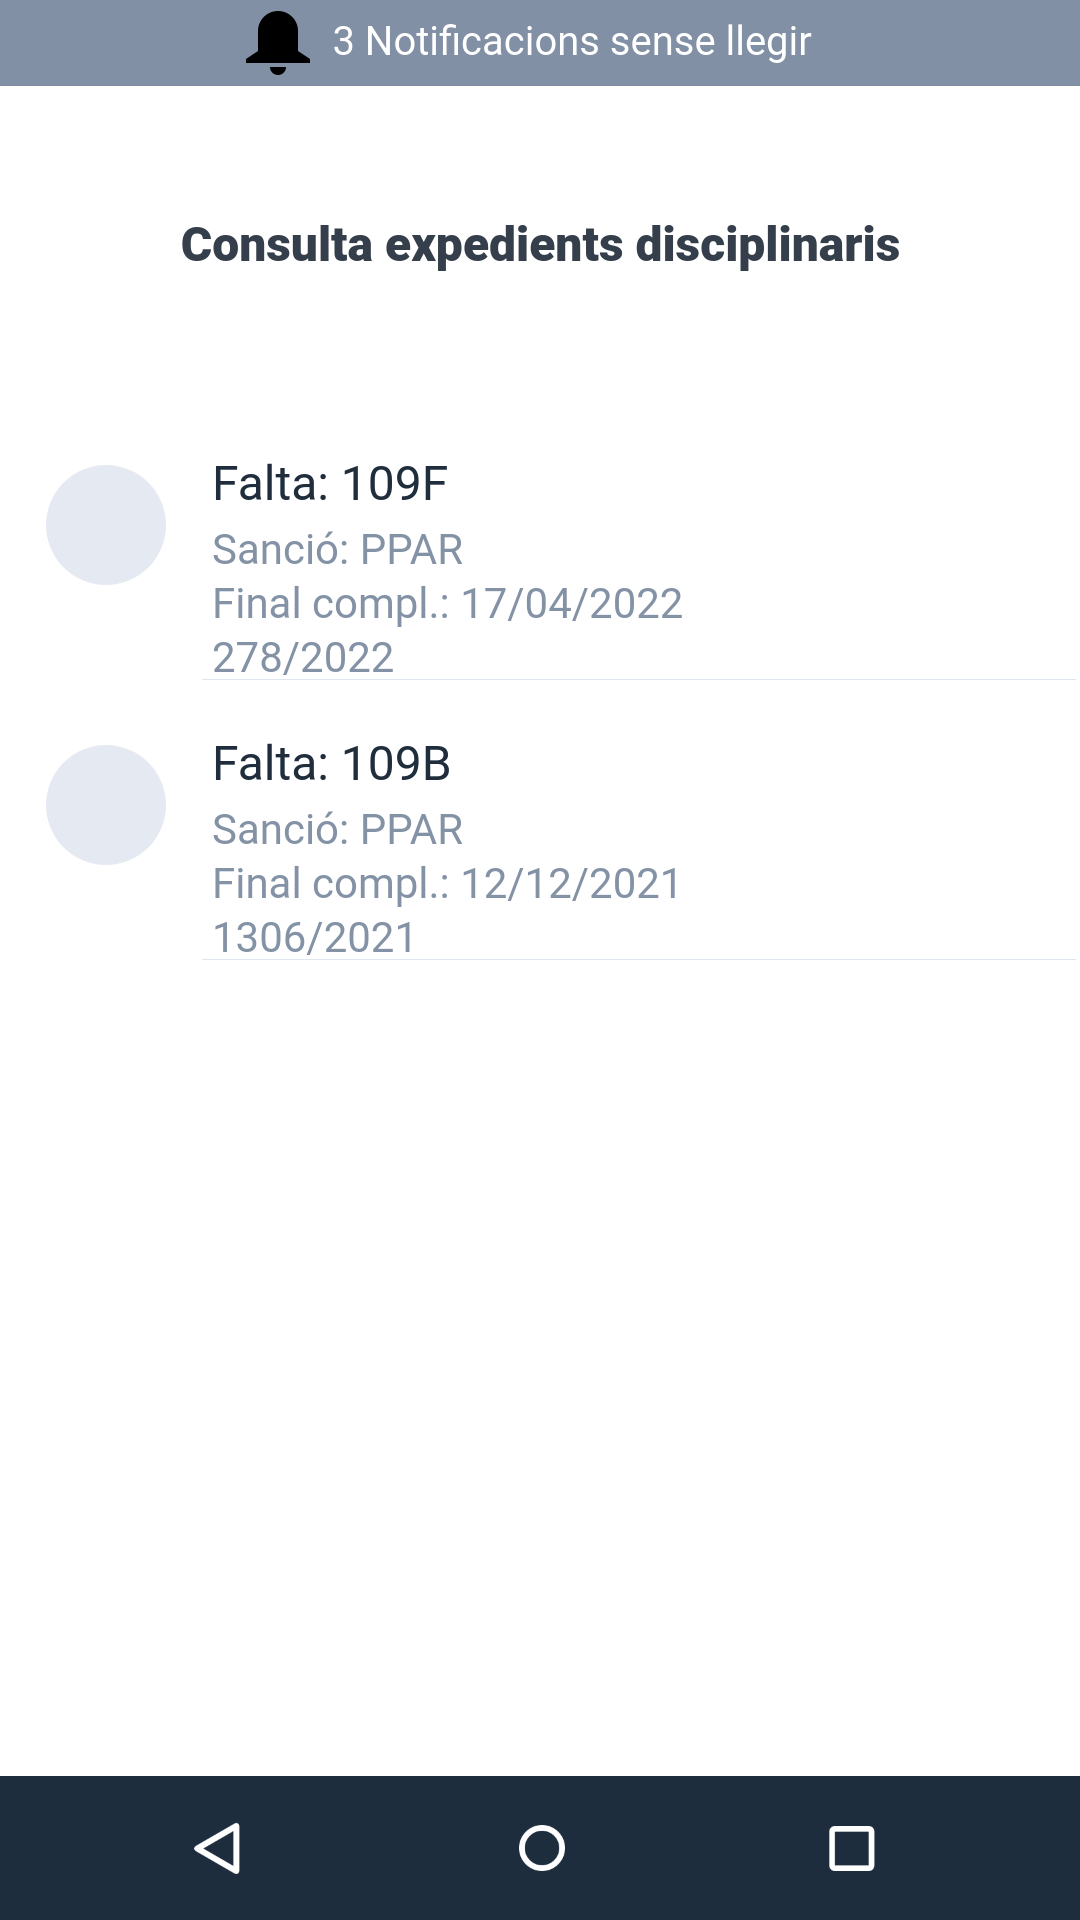 3 Notificacions sense llegir
Consulta expedients disciplinaris
Falta: 109F
Sanció: PPAR
Final compl.: 17/04/2022
278/2022
Falta: 109B
Sanció: PPAR
Final compl.: 12/12/2021
1306/2021